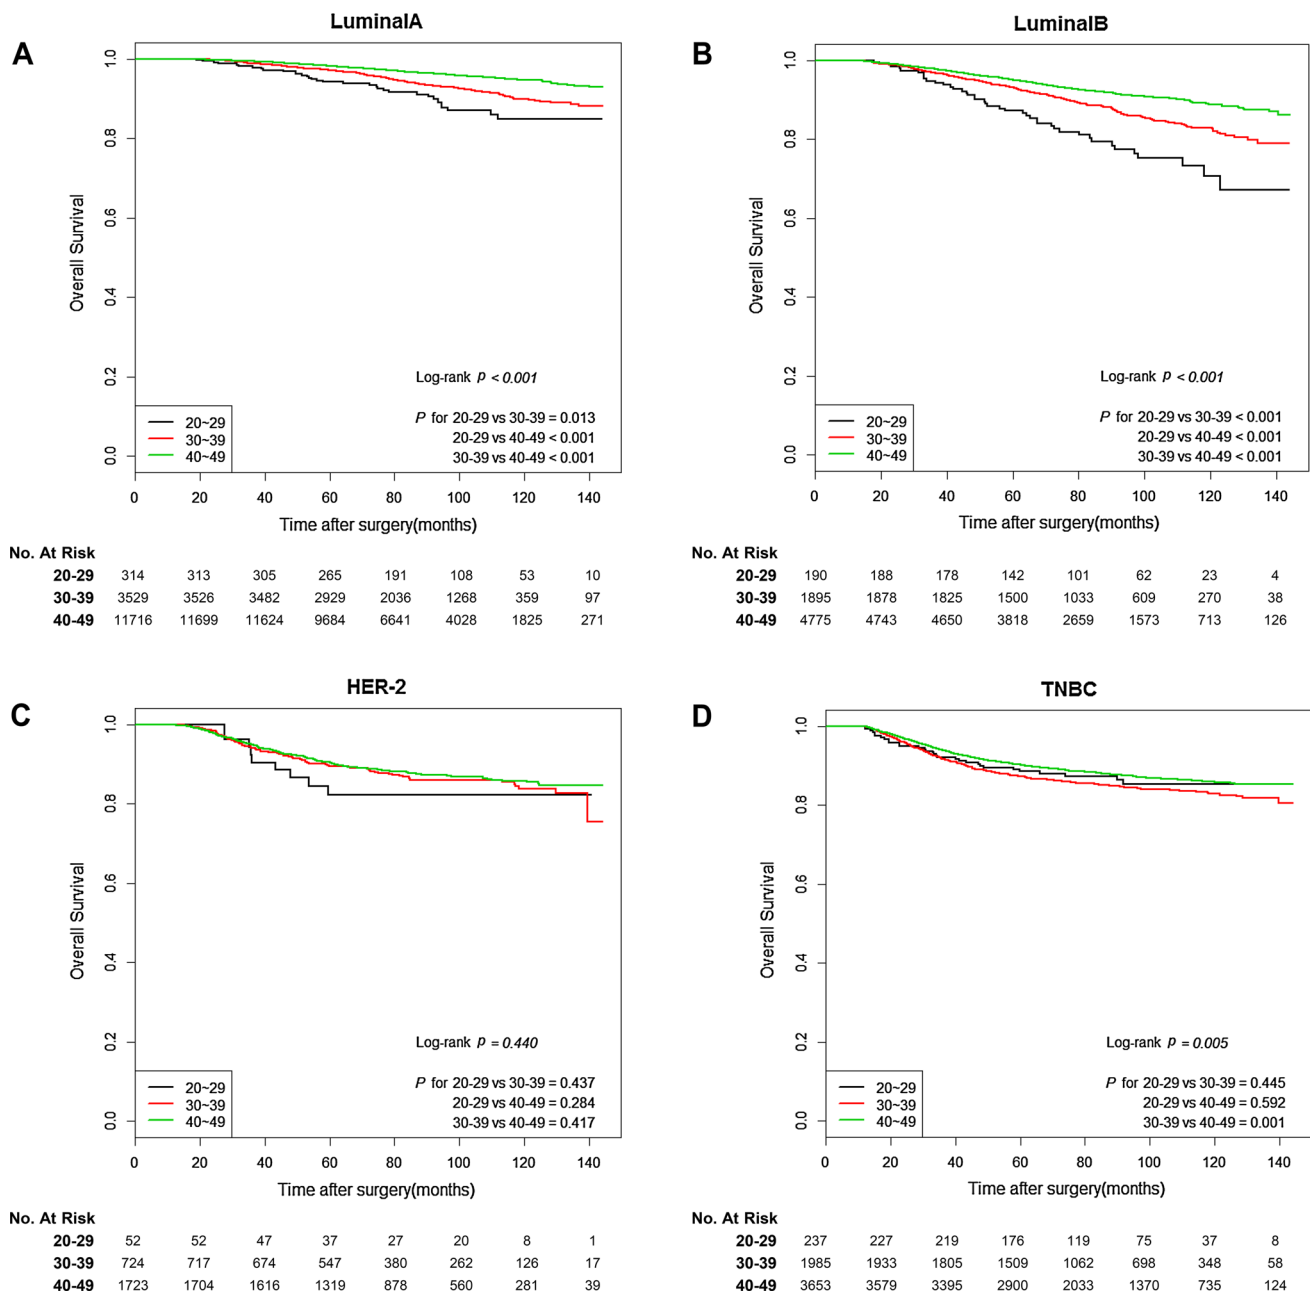 LuminalA
A
Overall Survival
1.0
0.8
0.6
0.4
0.2
0.0
Log-rank p < 0.001
P for 20-29 vs 30-39 = 0.013
20-29 vs 40-49 < 0.001
30-39 vs 40-49 < 0.001
20~29
30~39
40~49
0 20 40 60 80 100 120 140
Time after surgery(months)
No. At Risk
20-29 314 313 305 265 191 108 53 10
30-39 3529 3526 3482 2929 2036 1268 359 97
40-49 11716 11699 11624 9684 6641 4028 1825 271
LuminalB
B
Overall Survival
1.0
0.8
0.6
0.4
0.2
0.0
Log-rank p < 0.001
P for 20-29 vs 30-39 < 0.001
20-29 vs 40-49 < 0.001
30-39 vs 40-49 < 0.001
20~29
30~39
40~49
0 20 40 60 80 100 120 140
Time after surgery(months)
No. At Risk
20-29 190 188 178 142 101 62 23 4
30-39 1895 1878 1825 1500 1033 609 270 38
40-49 4775 4743 4650 3818 2659 1573 713 126
HER-2
C
Overall Survival
1.0
0.8
0.6
0.4
0.2
0.0
Log-rank p = 0.440
P for 20-29 vs 30-39 = 0.437
20-29 vs 40-49 = 0.284
30-39 vs 40-49 = 0.417
20~29
30~39
40~49
0 20 40 60 80 100 120 140
Time after surgery(months)
No. At Risk
20-29 52 52 47 37 27 20 8 1
30-39 724 717 674 547 380 262 126 17
40-49 1723 1704 1616 1319 878 560 281 39
TNBC
D
Overall Survival
1.0
0.8
0.6
0.4
0.2
0.0
Log-rank p = 0.005
P for 20-29 vs 30-39 = 0.445
20-29 vs 40-49 = 0.592
30-39 vs 40-49 = 0.001
20~29
30~39
40~49
0 20 40 60 80 100 120 140
Time after surgery(months)
No. At Risk
20-29 237 227 219 176 119 75 37 8
30-39 1985 1933 1805 1509 1062 698 348 58
40-49 3653 3579 3395 2900 2033 1370 735 124